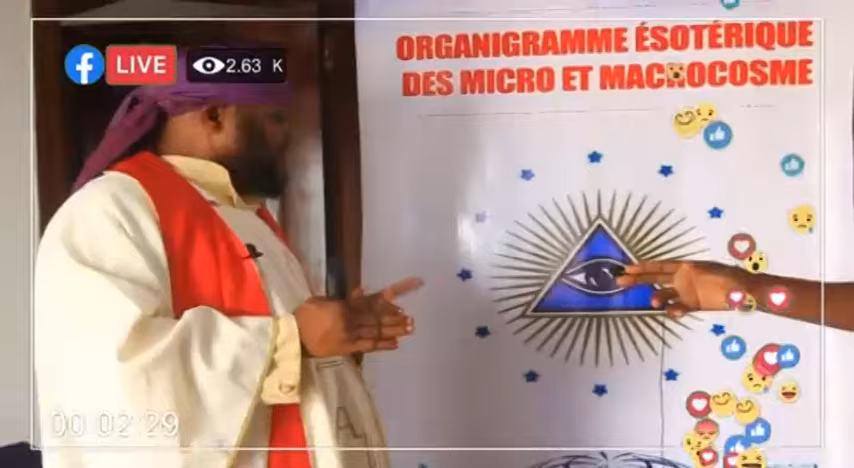 ORGANIGRAMME ÉSOTÉRIQUE
DES MICRO ET MACROCOSME
LIVE
2.63 K
00 02 29